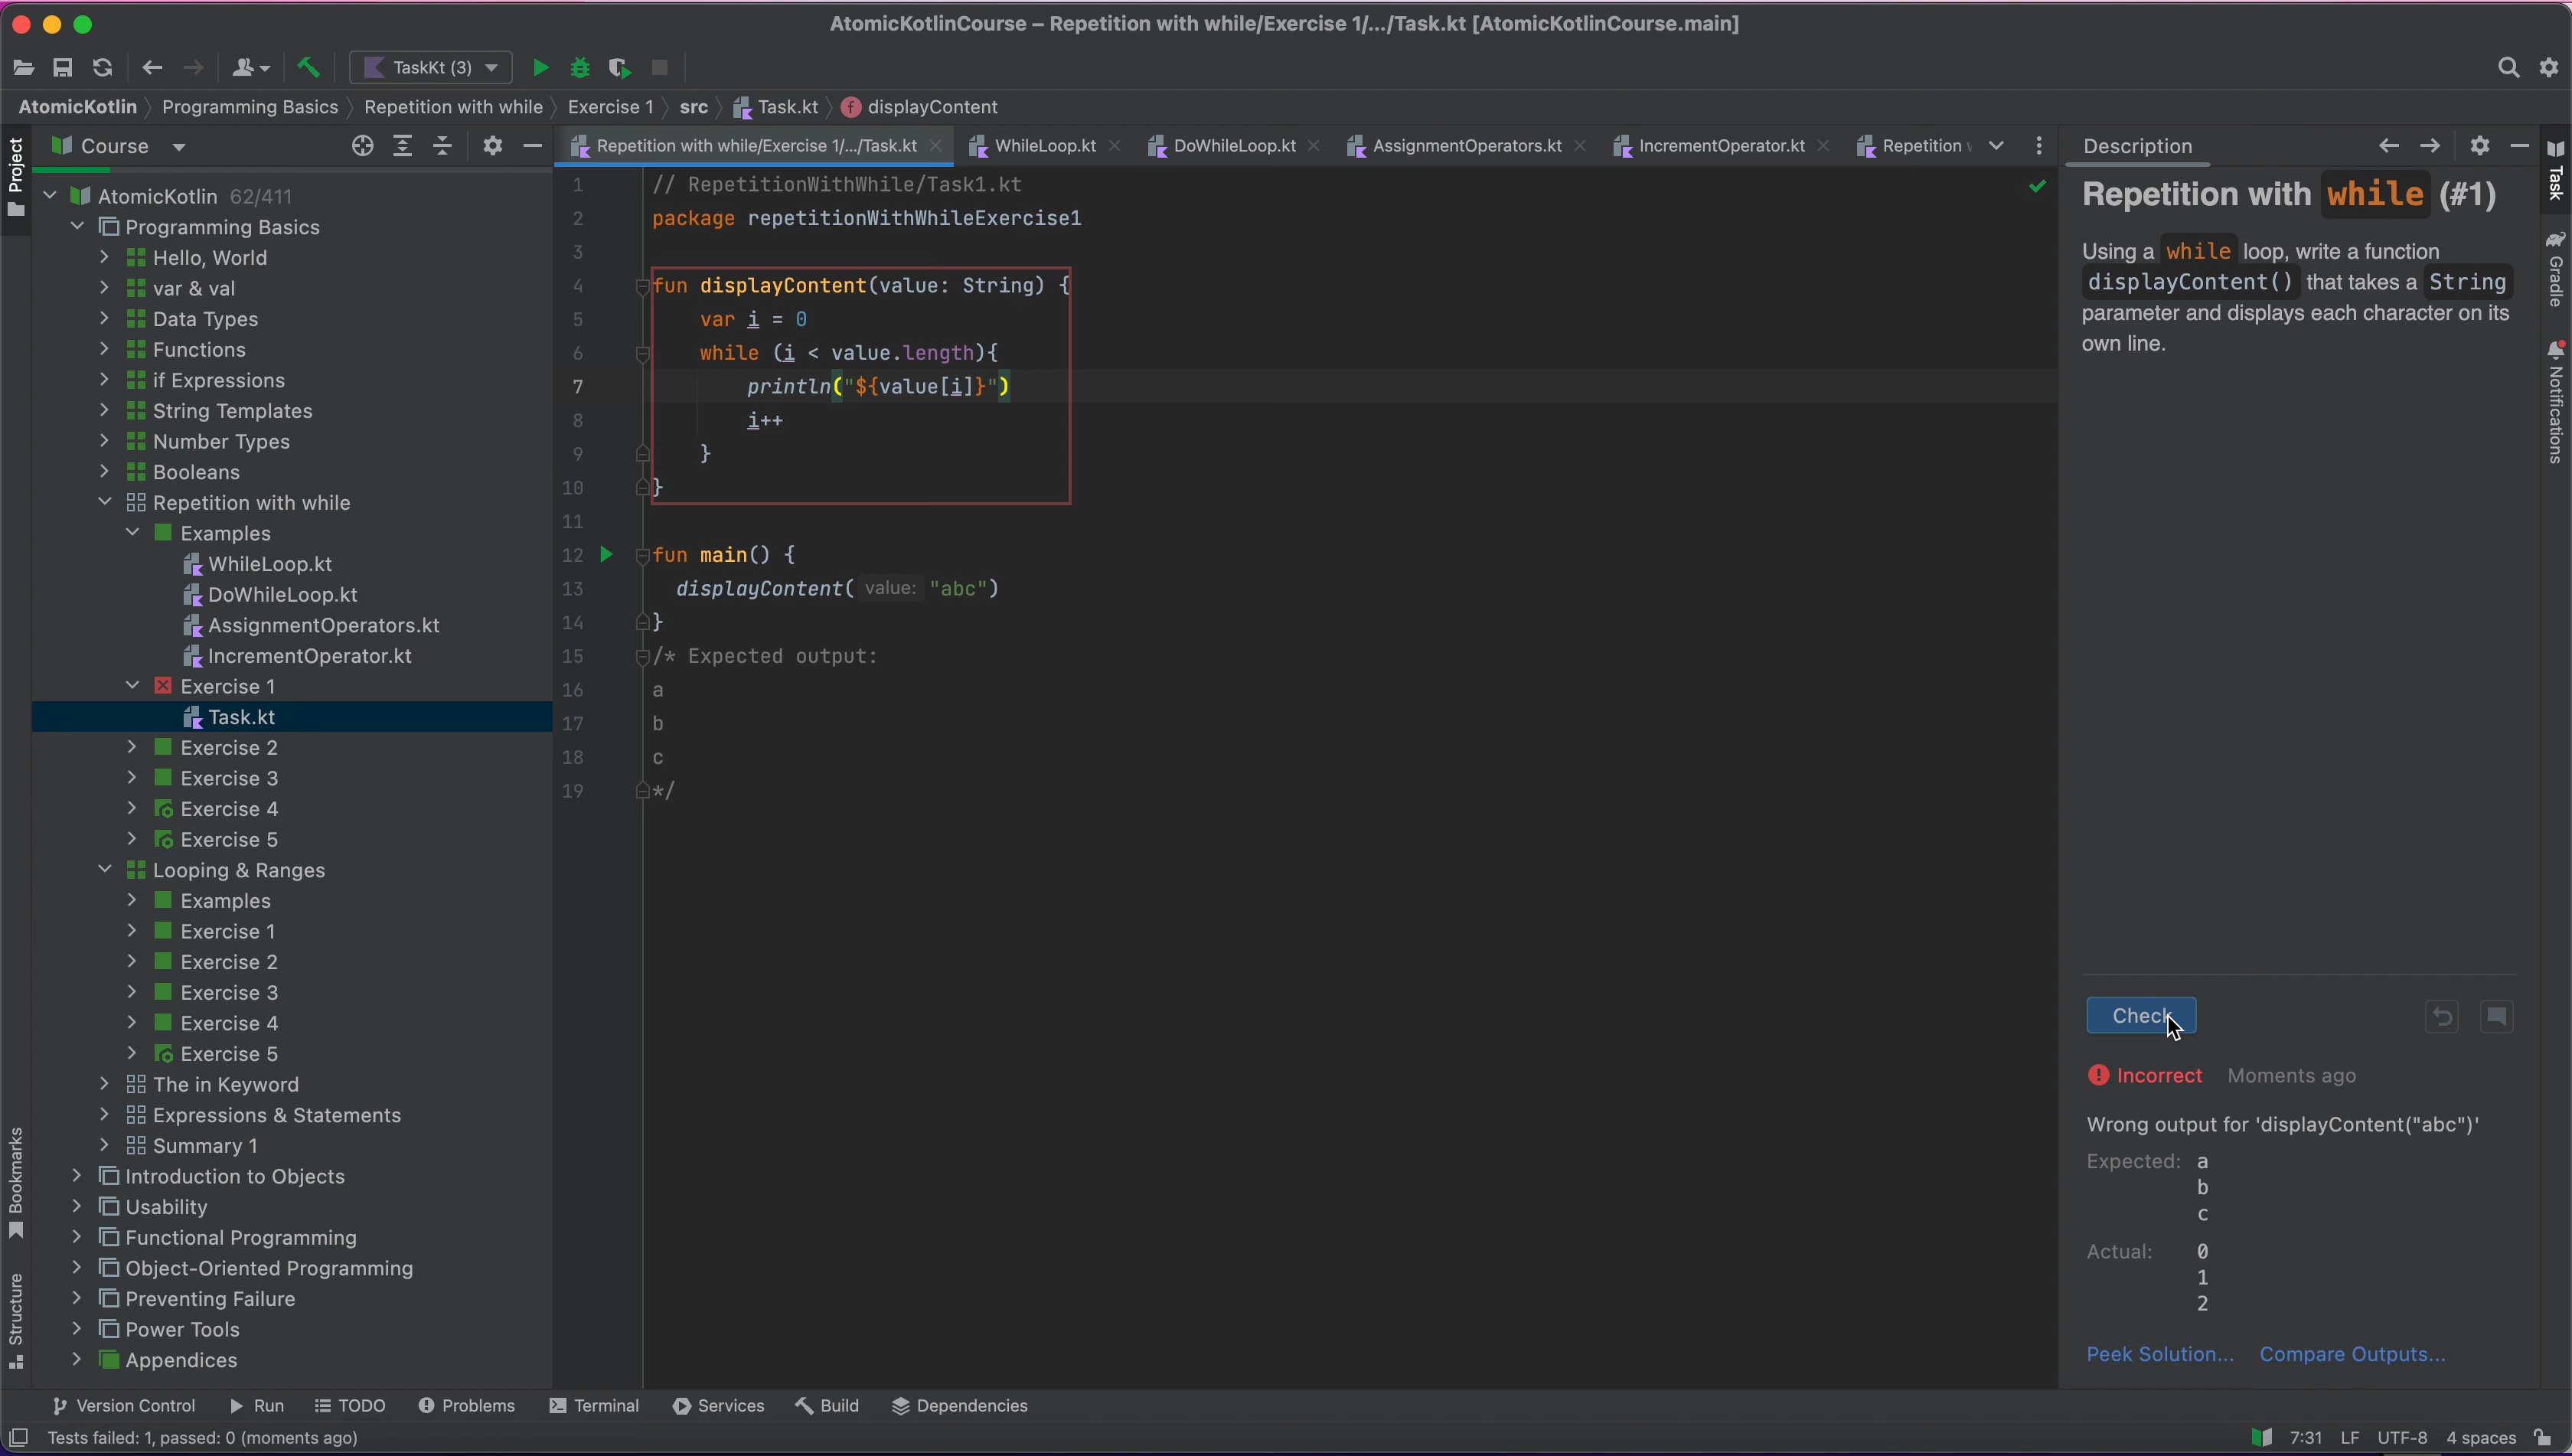 AtomicKotlinCourse – Repetition with while/Exercise 1/.../Task.kt [AtomicKotlinCourse.main]
TaskKt (3)
AtomicKotlin Programming Basics Repetition with while Exercise 1 src Task.kt f displayContent
Project
Course
AtomicKotlin 62/411
Programming Basics
Hello, World
var & val
Data Types
Functions
if Expressions
String Templates
Number Types
Booleans
Repetition with while
Examples
WhileLoop.kt
DoWhileLoop.kt
AssignmentOperators.kt
IncrementOperator.kt
Exercise 1
Task.kt
Exercise 2
Exercise 3
Exercise 4
Exercise 5
Looping & Ranges
Examples
Exercise 1
Exercise 2
Exercise 3
Exercise 4
Exercise 5
The in Keyword
Expressions & Statements
Summary 1
Introduction to Objects
Usability
Functional Programming
Object-Oriented Programming
Preventing Failure
Power Tools
Appendices
Bookmarks
Structure
Repetition with while/Exercise 1/.../Task.kt WhileLoop.kt DoWhileLoop.kt AssignmentOperators.kt IncrementOperator.kt Repetition
1 // RepetitionWithWhile/Task1.kt
2 package repetitionWithWhileExercise1
3
4 fun displayContent(value: String) {
5 var i = 0
6 while (i < value.length){
7 println("${value[i]}")
8 i++
9 }
10 }
11
12 fun main() {
13 displayContent( value: "abc")
14 }
15 /* Expected output:
16 a
17 b
18 c
19 */
Description
Repetition with while (#1)
Using a while loop, write a function
displayContent() that takes a String
parameter and displays each character on its
own line.
Check
Incorrect Moments ago
Wrong output for 'displayContent("abc")'
Expected: a
b
c
Actual: 0
1
2
Peek Solution... Compare Outputs...
Task
Gradle
Notifications
Version Control Run TODO Problems Terminal Services Build Dependencies
Tests failed: 1, passed: 0 (moments ago)
7:31 LF UTF-8 4 spaces